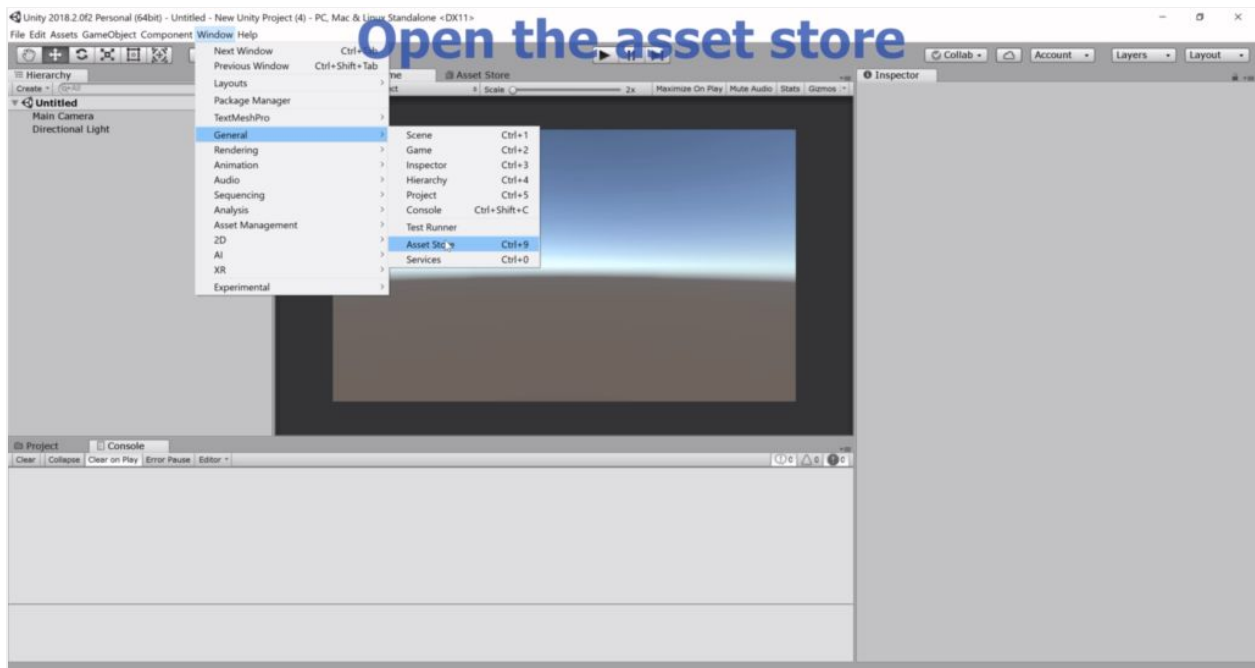 Unity 2018.2.0f2 Personal (64bit) - Untitled - New Unity Project (4) - PC, Mac & Linux Standalone <DX11>
Open the asset store
File Edit Assets GameObject Component Window Help
Collab Account Layers Layout
Next Window
Previous Window Ctrl+Shift+Tab
Layouts
Package Manager
TextMeshPro
General
Rendering
Animation
Audio
Sequencing
Analysis
Asset Management
2D
AI
XR
Experimental
Scene Ctrl+1
Game Ctrl+2
Inspector Ctrl+3
Hierarchy Ctrl+4
Project Ctrl+5
Console Ctrl+Shift+C
Test Runner
Asset Store Ctrl+9
Services Ctrl+0
Hierarchy
Create
Untitled
Main Camera
Directional Light
Asset Store
Scale 2x Maximize On Play Mute Audio Stats Gizmos
Inspector
Project Console
Clear Collapse Clear on Play Error Pause Editor
0 0 0